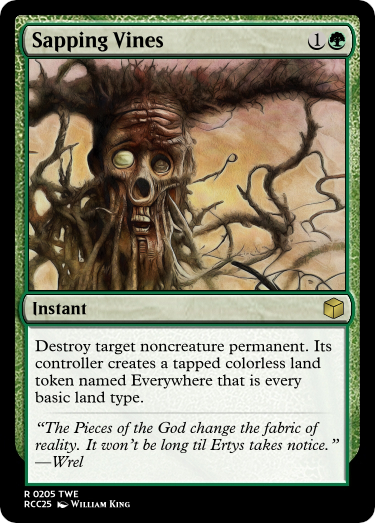 Sapping Vines 1
Instant
Destroy target noncreature permanent. Its
controller creates a tapped colorless land
token named Everywhere that is every
basic land type.
“The Pieces of the God change the fabric of
reality. It won’t be long til Ertys takes notice.”
—Wrel
R 0205 TWE
RCC25 William King